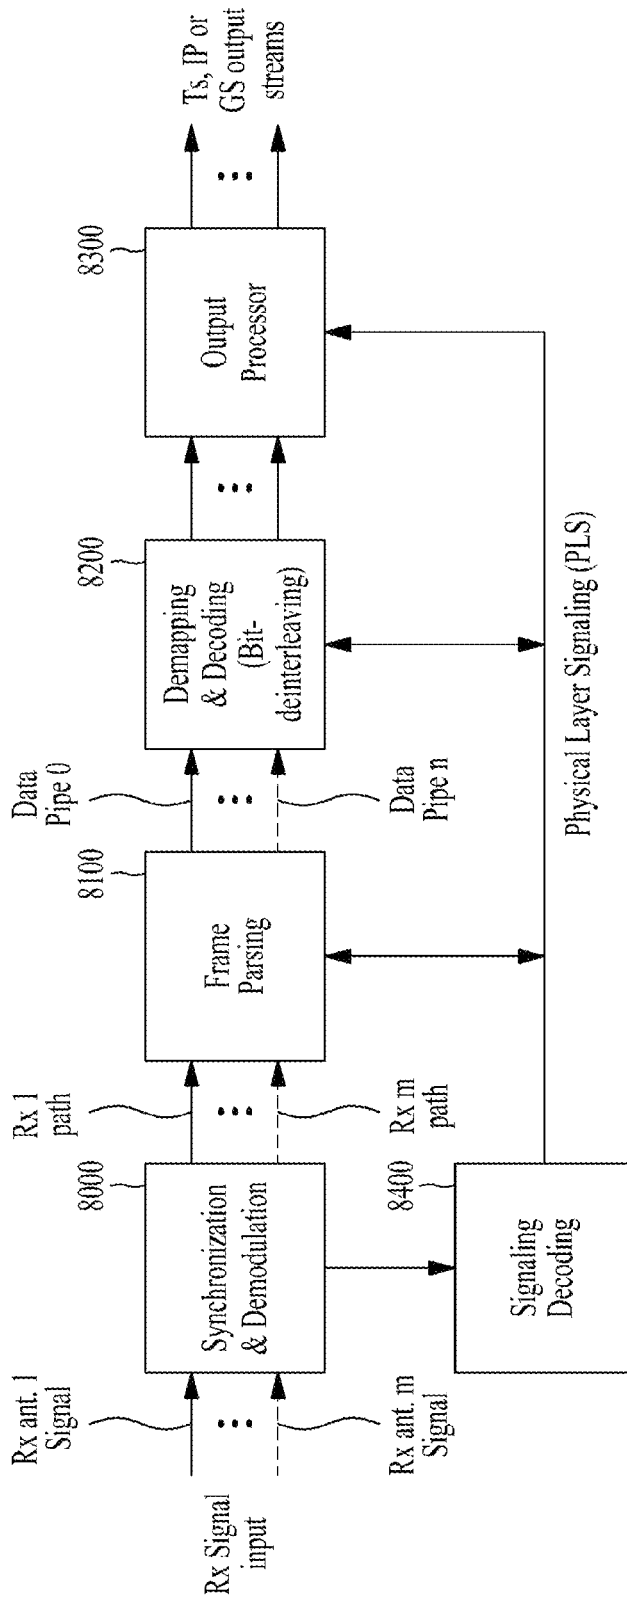 Rx Signal
input
Rx ant. 1
Signal
Rx ant. m
Signal
8000
Synchronization
& Demodulation
Rx 1
path
Rx m
path
8100
Frame
Parsing
Data
Pipe 0
Data
Pipe n
8200
Demapping
& Decoding
(Bit-
deinterleaving)
8300
Output
Processor
Ts, IP or
GS output
streams
8400
Signaling
Decoding
Physical Layer Signaling (PLS)